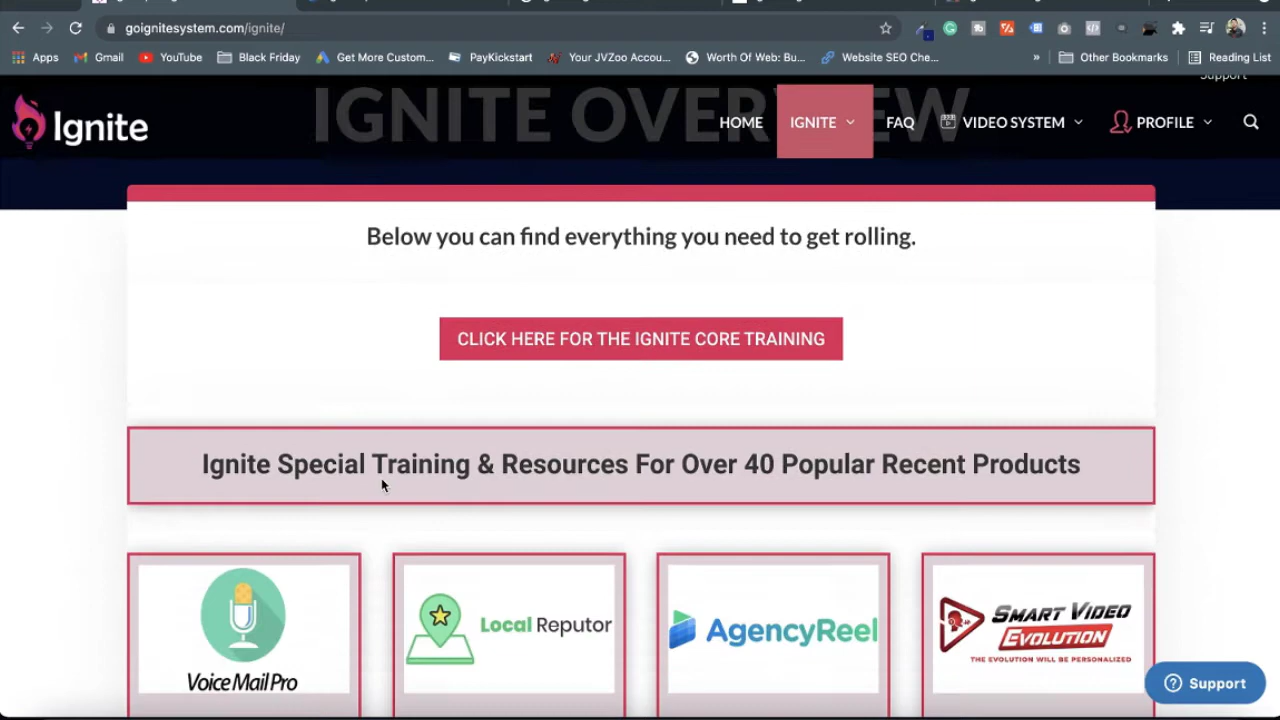 goignitesystem.com/ignite/
Apps
Gmail
YouTube
Black Friday
Get More Custom...
PayKickstart
Your JVZoo Accou...
Worth Of Web: Bu...
Website SEO Che...
»
Other Bookmarks
Reading List
Support
IGNITE OVERVIEW
Ignite
HOME
IGNITE
FAQ
VIDEO SYSTEM
PROFILE
Below you can find everything you need to get rolling.
CLICK HERE FOR THE IGNITE CORE TRAINING
Ignite Special Training & Resources For Over 40 Popular Recent Products
Voice Mail Pro
Local Reputor
AgencyReel
SMART VIDEO
EVOLUTION
THE EVOLUTION WILL BE PERSONALIZED
Support